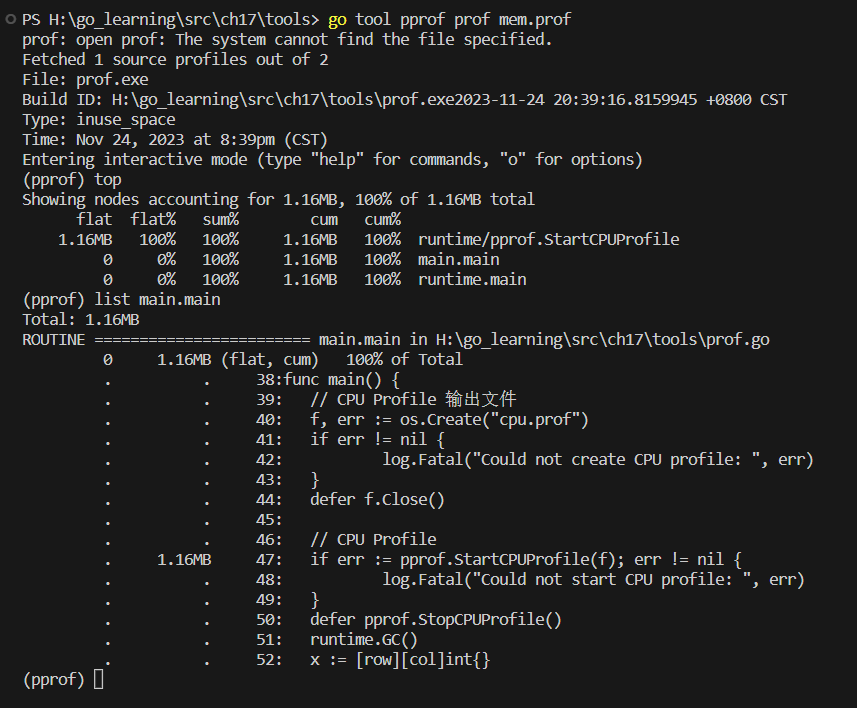 PS H:\go_learning\src\ch17\tools> go tool pprof prof mem.prof
prof: open prof: The system cannot find the file specified.
Fetched 1 source profiles out of 2
File: prof.exe
Build ID: H:\go_learning\src\ch17\tools\prof.exe2023-11-24 20:39:16.8159945 +0800 CST
Type: inuse_space
Time: Nov 24, 2023 at 8:39pm (CST)
Entering interactive mode (type "help" for commands, "o" for options)
(pprof) top
Showing nodes accounting for 1.16MB, 100% of 1.16MB total
      flat  flat%   sum%        cum   cum%
    1.16MB   100%   100%     1.16MB   100%  runtime/pprof.StartCPUProfile
         0     0%   100%     1.16MB   100%  main.main
         0     0%   100%     1.16MB   100%  runtime.main
(pprof) list main.main
Total: 1.16MB
ROUTINE ======================== main.main in H:\go_learning\src\ch17\tools\prof.go
         0     1.16MB (flat, cum)   100% of Total
         .          .     38:func main() {
         .          .     39:   // CPU Profile 输出文件
         .          .     40:   f, err := os.Create("cpu.prof")
         .          .     41:   if err != nil {
         .          .     42:           log.Fatal("Could not create CPU profile: ", err)
         .          .     43:   }
         .          .     44:   defer f.Close()
         .          .     45:
         .          .     46:   // CPU Profile
         .     1.16MB     47:   if err := pprof.StartCPUProfile(f); err != nil {
         .          .     48:           log.Fatal("Could not start CPU profile: ", err)
         .          .     49:   }
         .          .     50:   defer pprof.StopCPUProfile()
         .          .     51:   runtime.GC()
         .          .     52:   x := [row][col]int{}
(pprof)